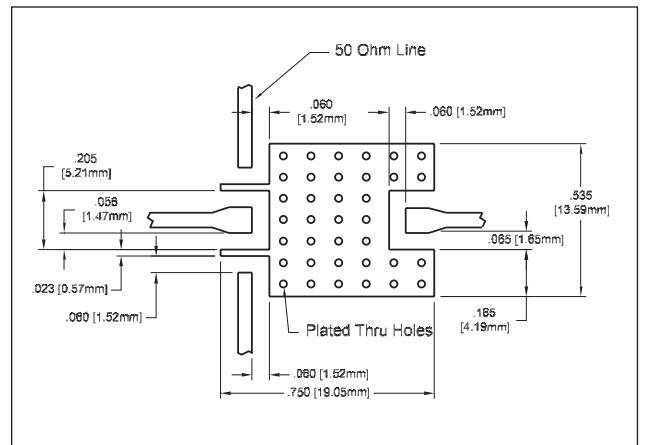 50 Ohm Line
.060
[1.52mm]
.060 [1.52mm]
.205
[5.21mm]
.058
[1.47mm]
.535
[13.59mm]
.065 [1.65mm]
.023 [0.57mm]
.060 [1.52mm]
.165
[4.19mm]
Plated Thru Holes
.060 [1.52mm]
.750 [19.05mm]